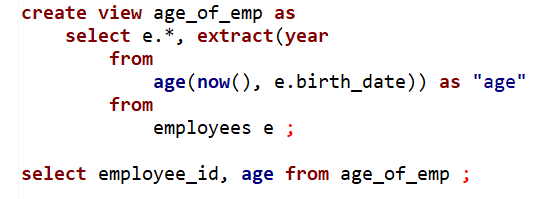 create view age_of_emp as
select e.*, extract(year
from
age(now(), e.birth_date)) as "age"
from
employees e ;
select employee_id, age from age_of_emp ;